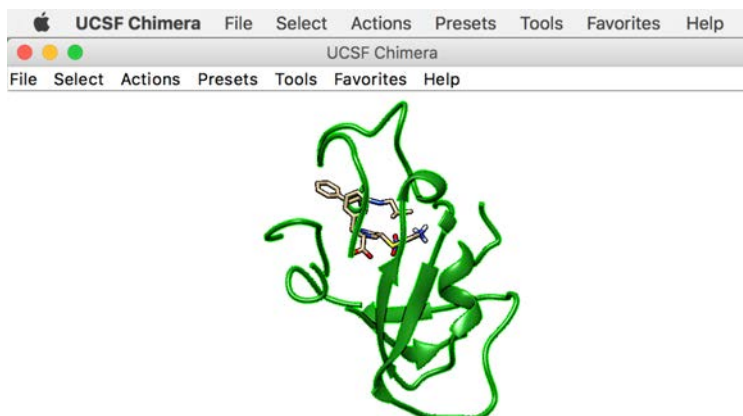 UCSF Chimera File Select Actions Presets Tools Favorites Help
UCSF Chimera
File Select Actions Presets Tools Favorites Help